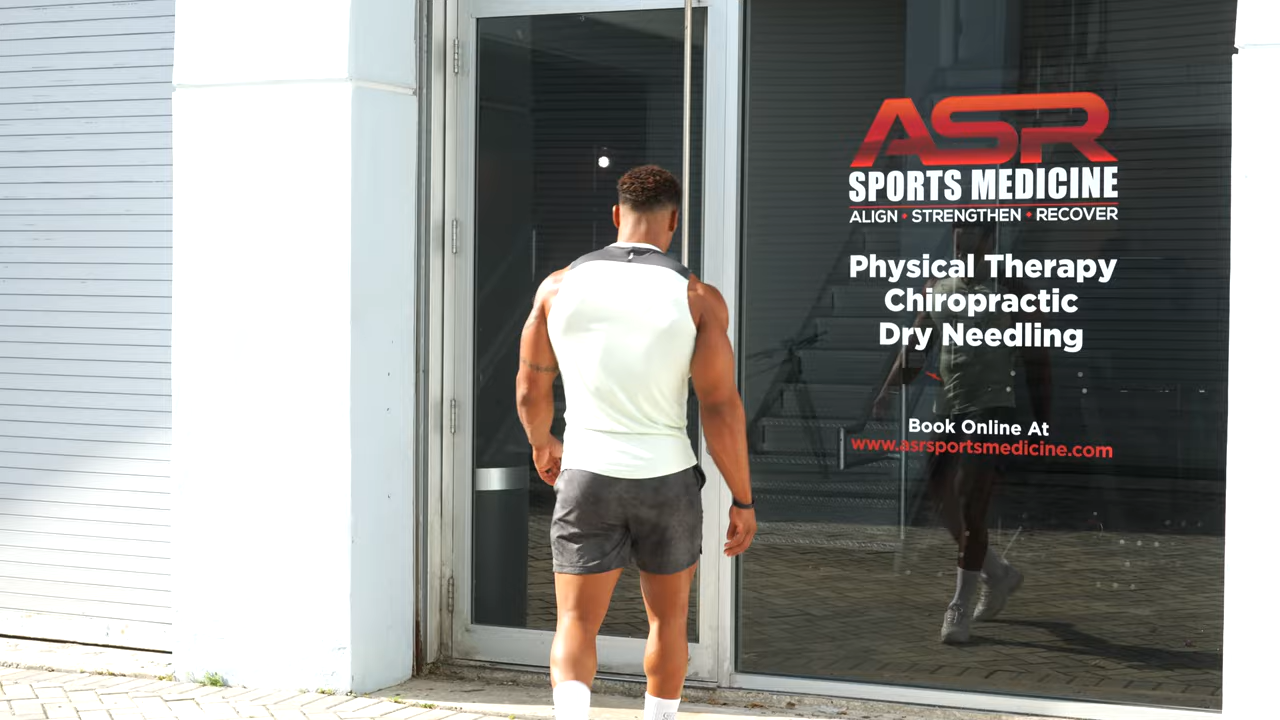 ASR
SPORTS MEDICINE
ALIGN • STRENGTHEN • RECOVER
Physical Therapy
Chiropractic
Dry Needling
Book Online At
www.asrsportsmedicine.com